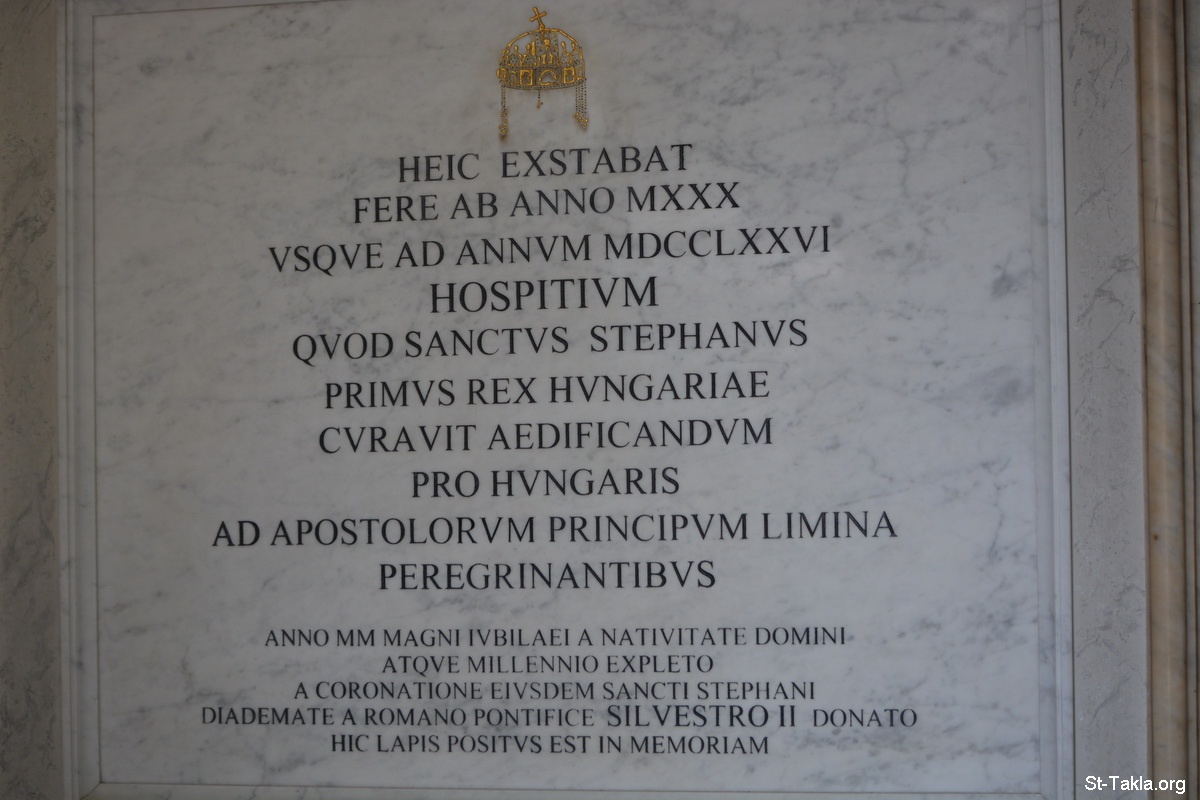 HEIC EXSTABAT
FERE AB ANNO MXXX
VSQVE AD ANNVM MDCCLXXVI
HOSPITIVM
QVOD SANCTVS STEPHANVS
PRIMVS REX HVNGARIAE
CVRAVIT AEDIFICANDVM
PRO HVNGARIS
AD APOSTOLORVM PRINCIPVM LIMINA
PEREGRINANTIBVS
ANNO MM MAGNI IVBILAEI A NATIVITATE DOMINI
ATQVE MILLENNIO EXPLETO
A CORONATIONE EIVSDEM SANCTI STEPHANI
DIADEMATE A ROMANO PONTIFICE SILVESTRO II DONATO
HIC LAPIS POSITVS EST IN MEMORIAM
St-Takla.org